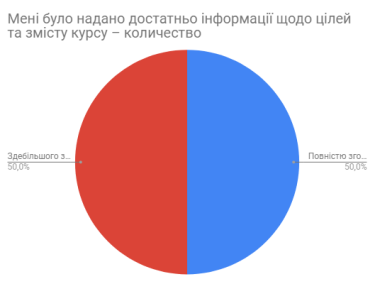 Мені було надано достатньо інформації щодо цілей
та змісту курсу – количество
Здебільшого з...
50,0%
Повністю зго...
50,0%